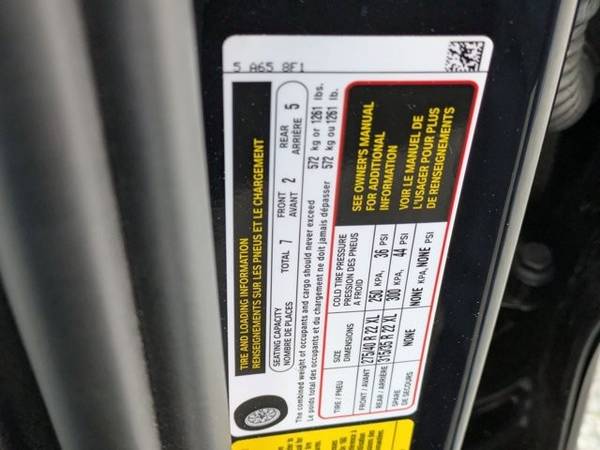 5 A65 8F1
TIRE AND LOADING INFORMATION
RENSEIGNEMENTS SUR LES PNEUS ET LE CHARGEMENT
SEATING CAPACITY
NOMBRE DE PLACES
TOTAL 7
FRONT
AVANT 2
REAR
ARRIÈRE 5
The combined weight of occupants and cargo should never exceed 572 kg or 1261 lbs.
Le poids total des occupants et du chargement ne doit jamais dépasser 572 kg ou 1261 lb.
TIRE / PNEU
SIZE
DIMENSIONS
COLD TIRE PRESSURE
PRESSION DES PNEUS
A FROID
FRONT / AVANT 275/40 R 22 XL 250 KPA, 36 PSI
REAR / ARRIÈRE 315/35 R 22 XL 300 KPA, 44 PSI
SPARE
DE SECOURS
NONE NONE KPA, NONE PSI
SEE OWNER'S MANUAL
FOR ADDITIONAL
INFORMATION
VOIR LE MANUEL DE
L'USAGER POUR PLUS
DE RENSEIGNEMENTS